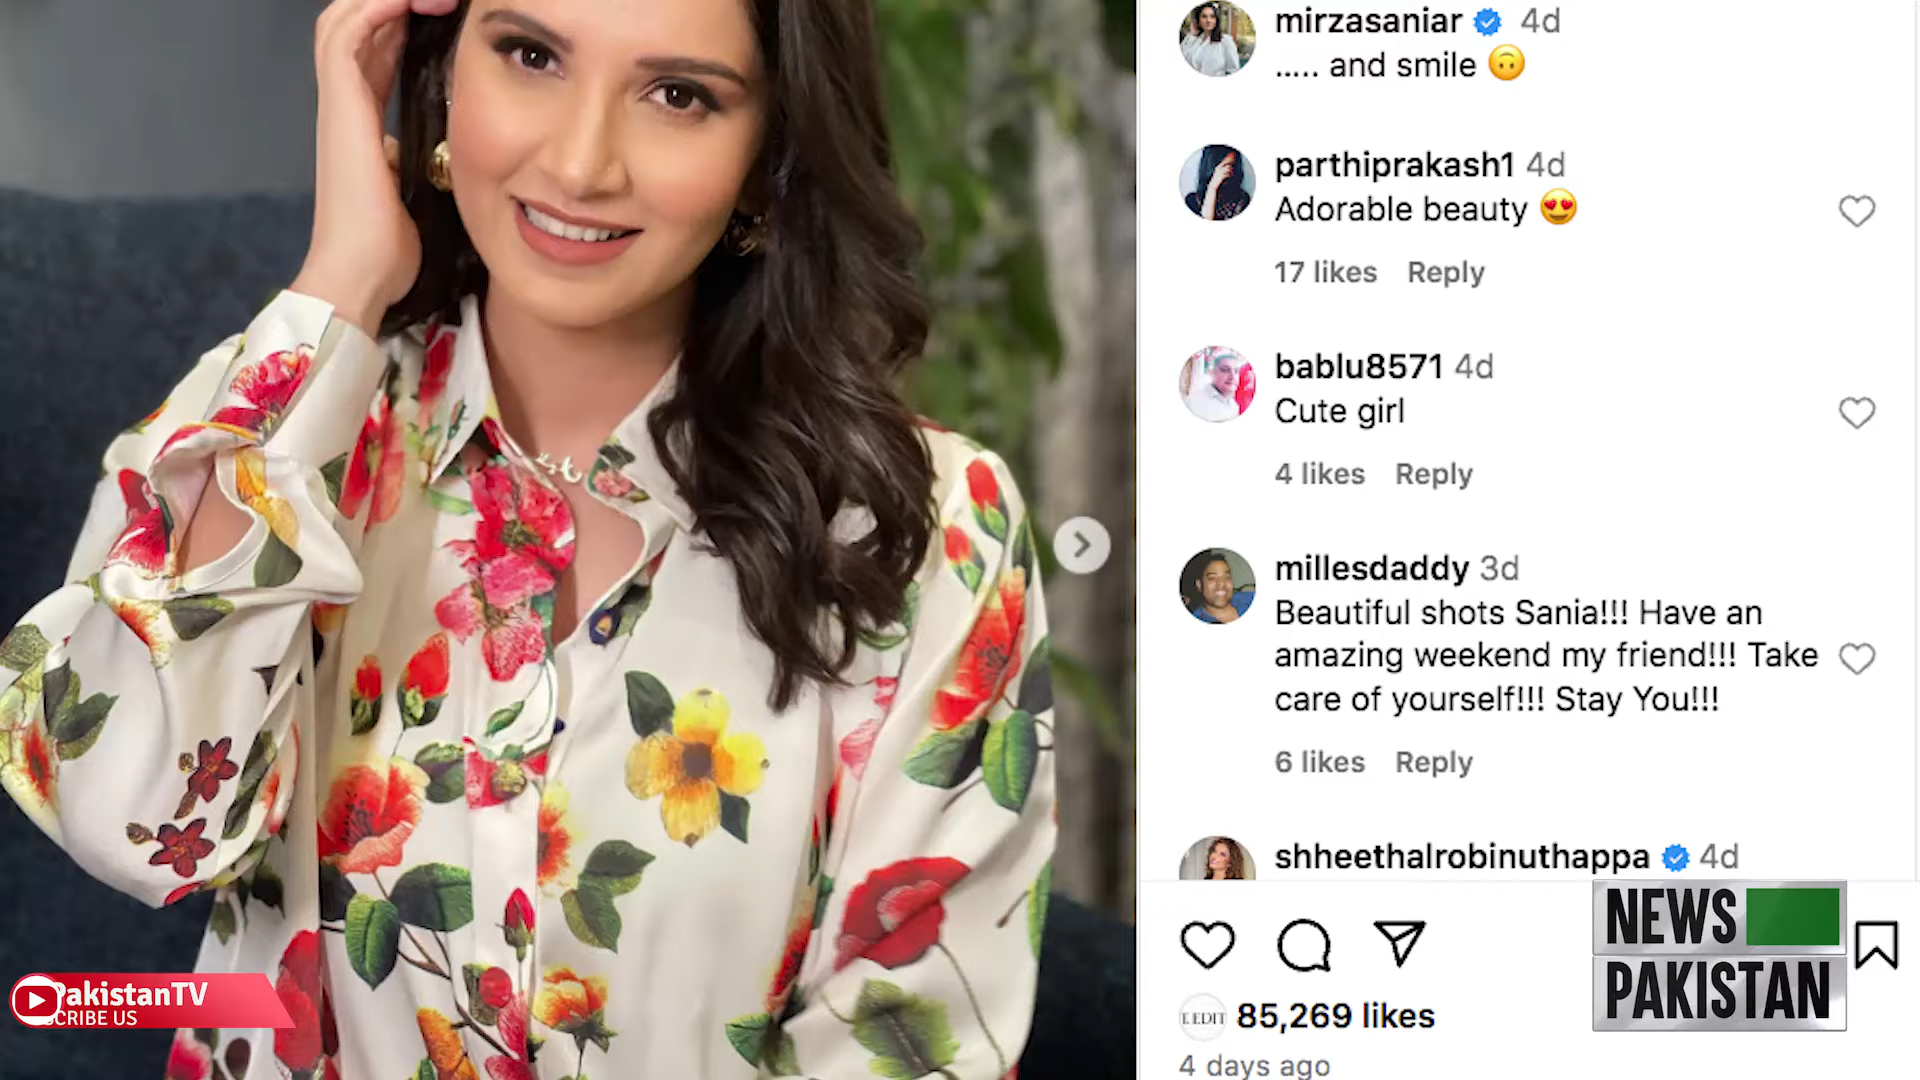 mirzasaniar 4d
..... and smile 🙃
parthiprakash1 4d
Adorable beauty 😍
17 likes Reply
bablu8571 4d
Cute girl
4 likes Reply
millesdaddy 3d
Beautiful shots Sania!!! Have an
amazing weekend my friend!!! Take
care of yourself!!! Stay You!!!
6 likes Reply
shheethalrobinuthappa 4d
85,269 likes
4 days ago
NEWS
PAKISTAN
PakistanTV
SCRIBE US